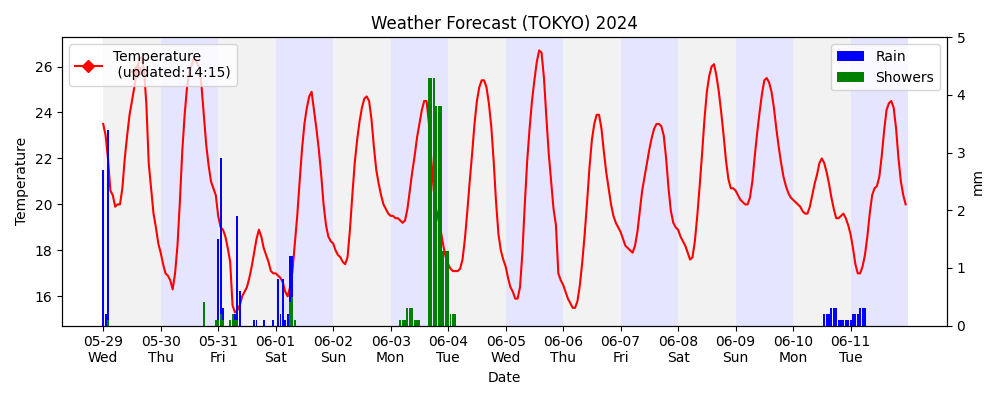 Weather Forecast (TOKYO) 2024
Temperature
(updated:14:15)
Rain
Showers
Temperature
26
24
22
20
18
16
5
4
3
2
1
0
mm
05-29 05-30 05-31 06-01 06-02 06-03 06-04 06-05 06-06 06-07 06-08 06-09 06-10 06-11
Wed Thu Fri Sat Sun Mon Tue Wed Thu Fri Sat Sun Mon Tue
Date